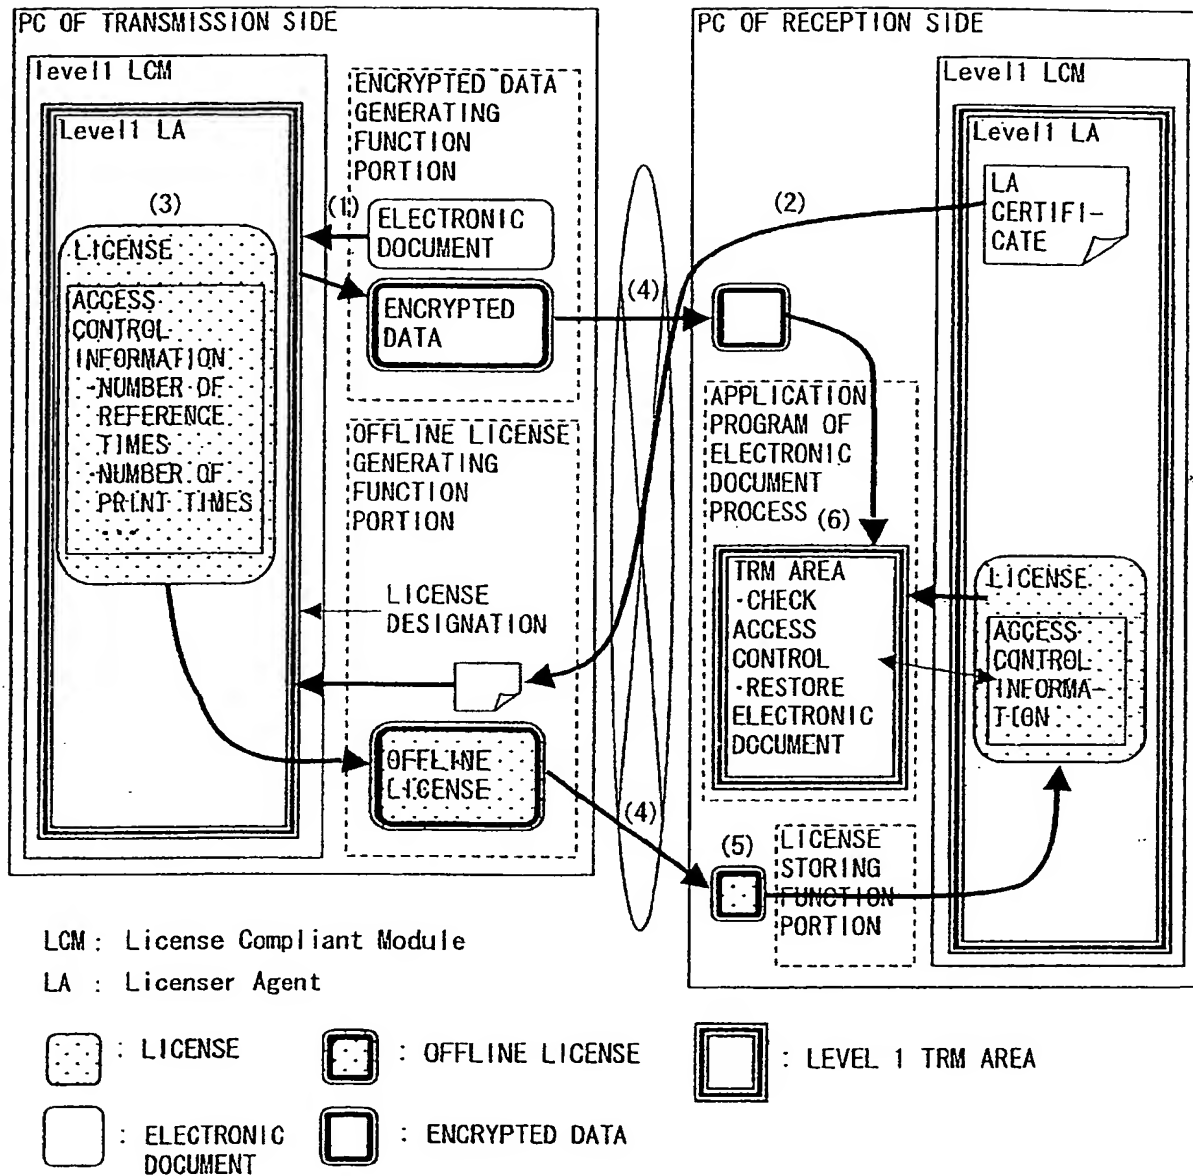 PC OF TRANSMISSION SIDE
level1 LCM
Level1 LA
(3)
LICENSE
ACCESS
CONTROL
INFORMATION
·NUMBER OF
REFERENCE
TIMES
·NUMBER OF
PRINT TIMES
...
ENCRYPTED DATA
GENERATING
FUNCTION
PORTION
(1)
ELECTRONIC
DOCUMENT
ENCRYPTED
DATA
OFFLINE LICENSE
GENERATING
FUNCTION
PORTION
LICENSE
DESIGNATION
OFFLINE
LICENSE
(2)
(4)
(4)
PC OF RECEPTION SIDE
Level1 LCM
Level1 LA
LA
CERTIFI-
CATE
APPLICATION
PROGRAM OF
ELECTRONIC
DOCUMENT
PROCESS
(6)
TRM AREA
·CHECK
ACCESS
CONTROL
·RESTORE
ELECTRONIC
DOCUMENT
LICENSE
ACCESS
CONTROL
INFORMA-
TION
(5)
LICENSE
STORING
FUNCTION
PORTION
LCM : License Compliant Module
LA : Licenser Agent
: LICENSE
: OFFLINE LICENSE
: LEVEL 1 TRM AREA
: ELECTRONIC
DOCUMENT
: ENCRYPTED DATA